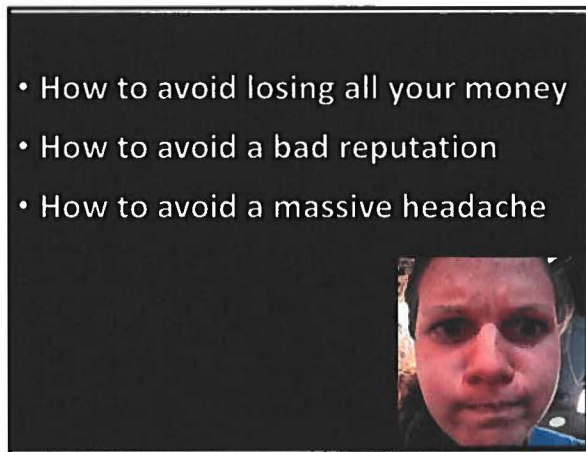 • How to avoid losing all your money
• How to avoid a bad reputation
• How to avoid a massive headache